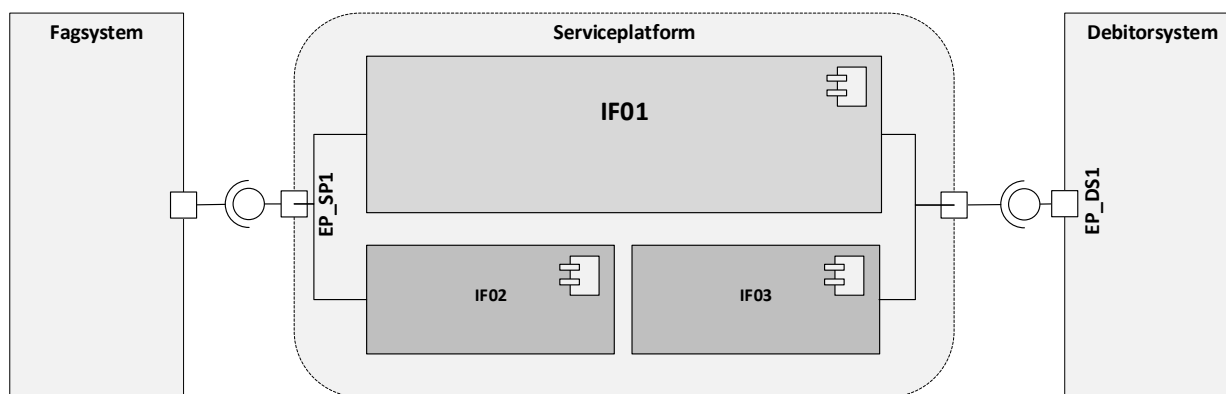 Fagsystem
Serviceplatform
Debitorsystem
IF01
EP_SP1
EP_DS1
IF02
IF03